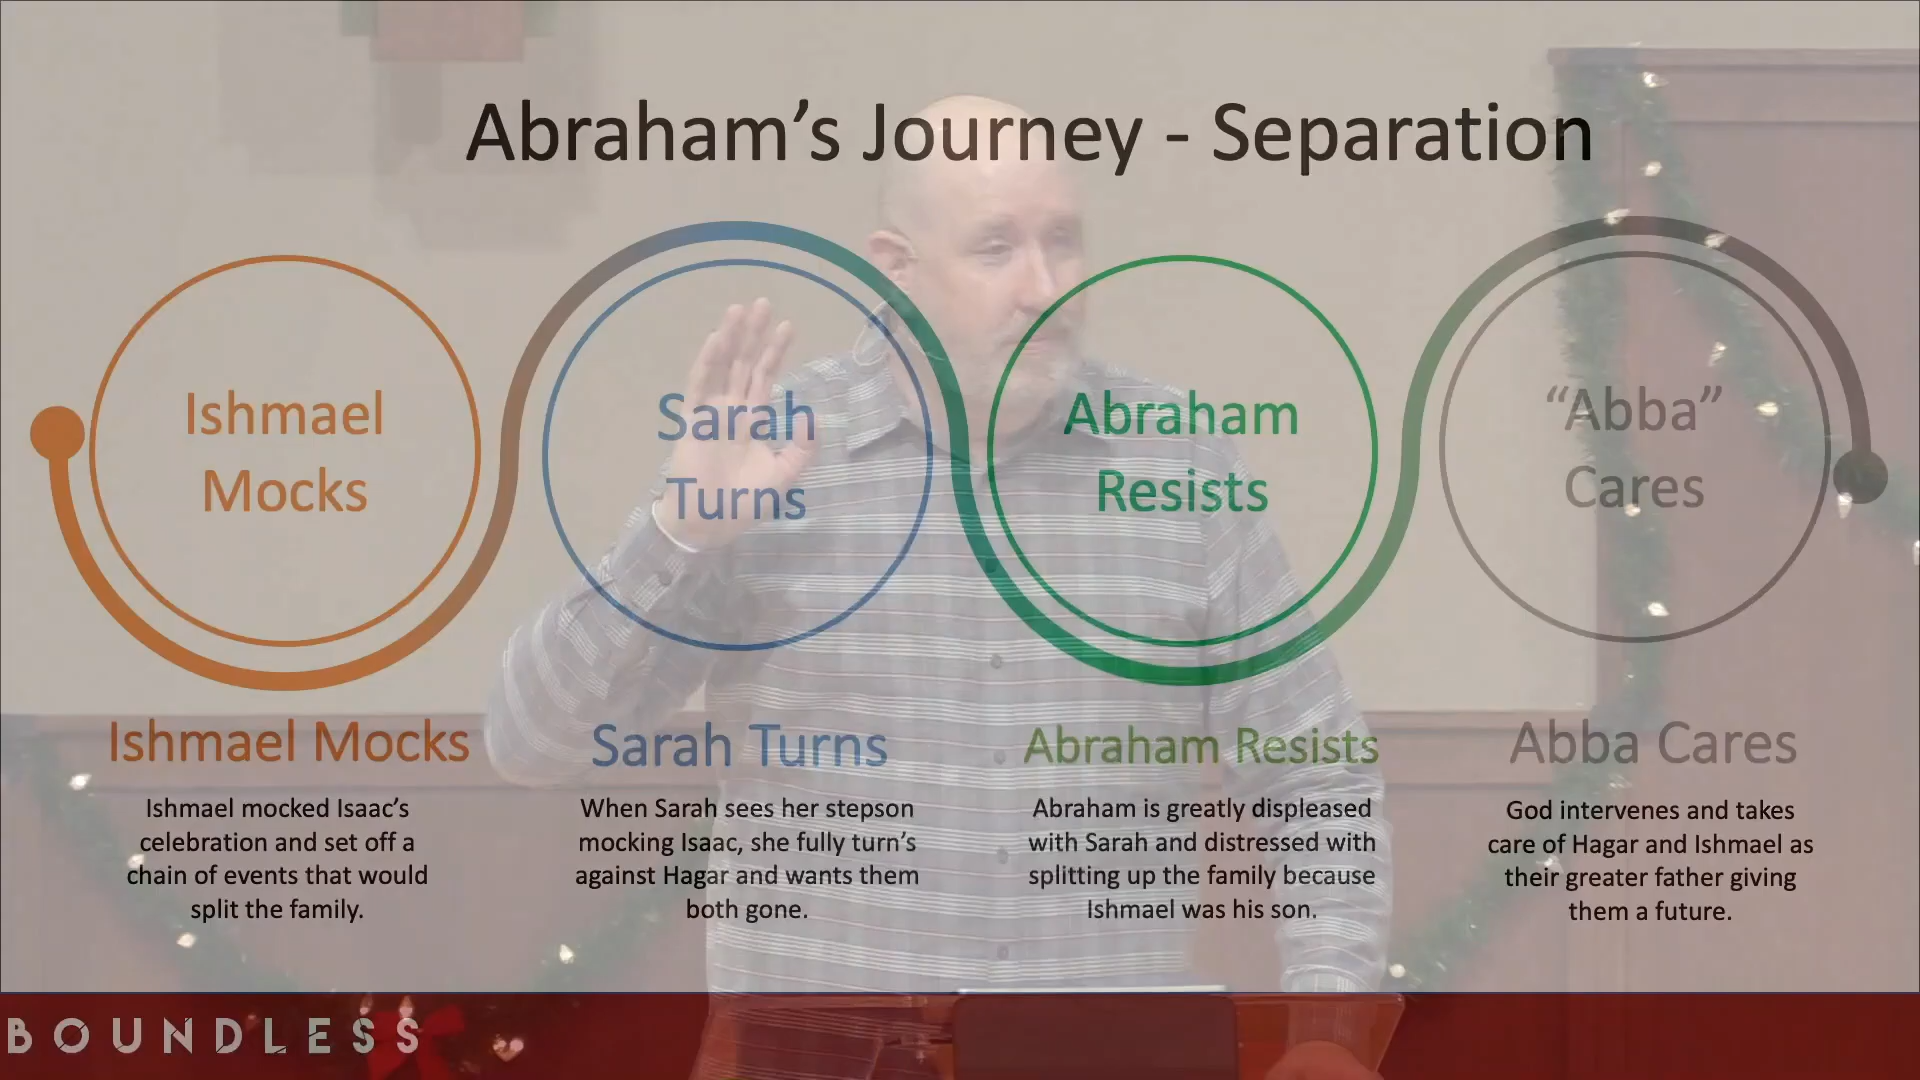 Abraham’s Journey - Separation
Ishmael
Mocks
Sarah
Turns
Abraham
Resists
“Abba”
Cares
Ishmael Mocks
Ishmael mocked Isaac’s
celebration and set off a
chain of events that would
split the family.
Sarah Turns
When Sarah sees her stepson
mocking Isaac, she fully turn’s
against Hagar and wants them
both gone.
Abraham Resists
Abraham is greatly displeased
with Sarah and distressed with
splitting up the family because
Ishmael was his son.
Abba Cares
God intervenes and takes
care of Hagar and Ishmael as
their greater father giving
them a future.
BOUNDLESS